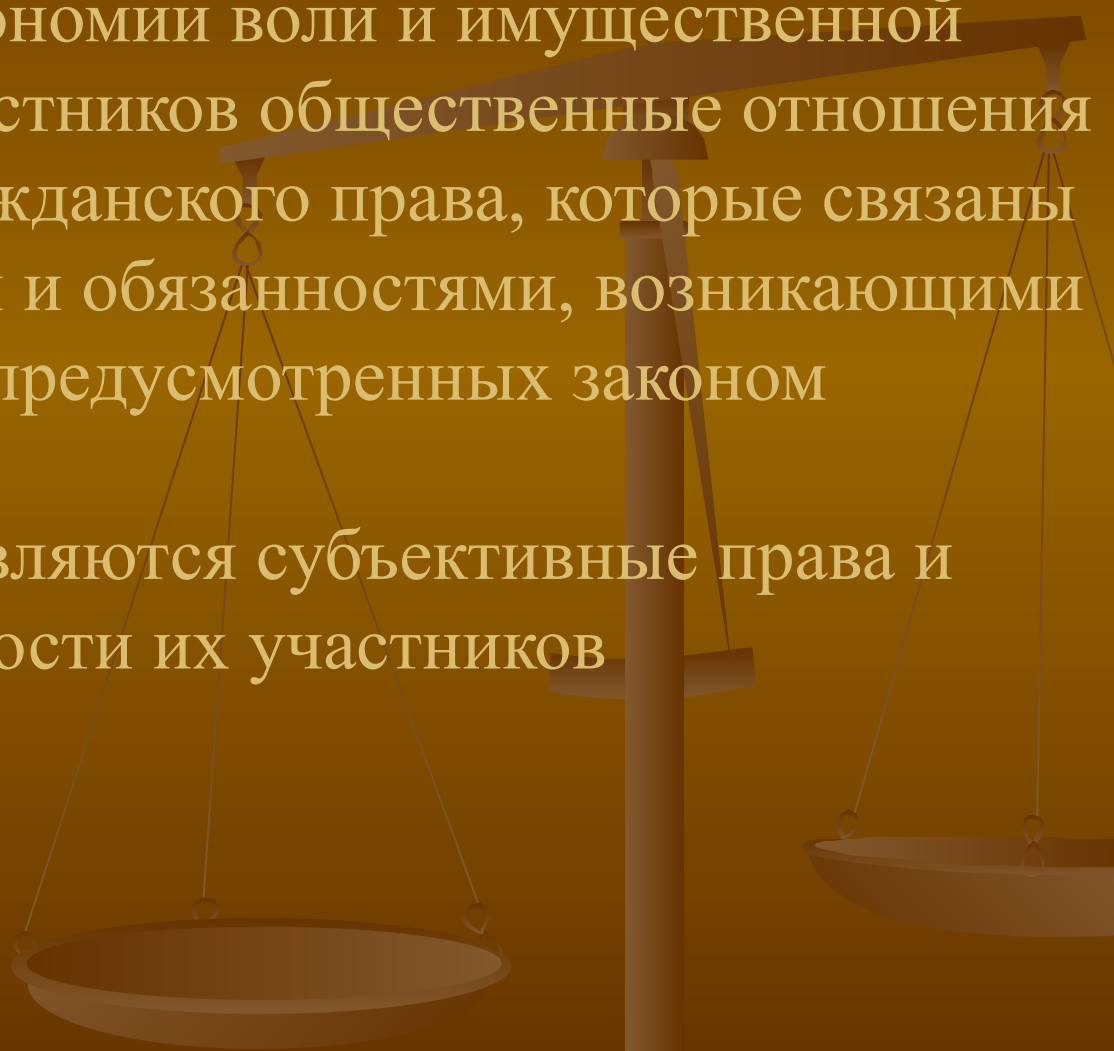 ономии воли и имущественной
стников общественные отношения
жданского права, которые связаны
и обязанностями, возникающими
предусмотренных законом
вляются субъективные права и
ости их участников